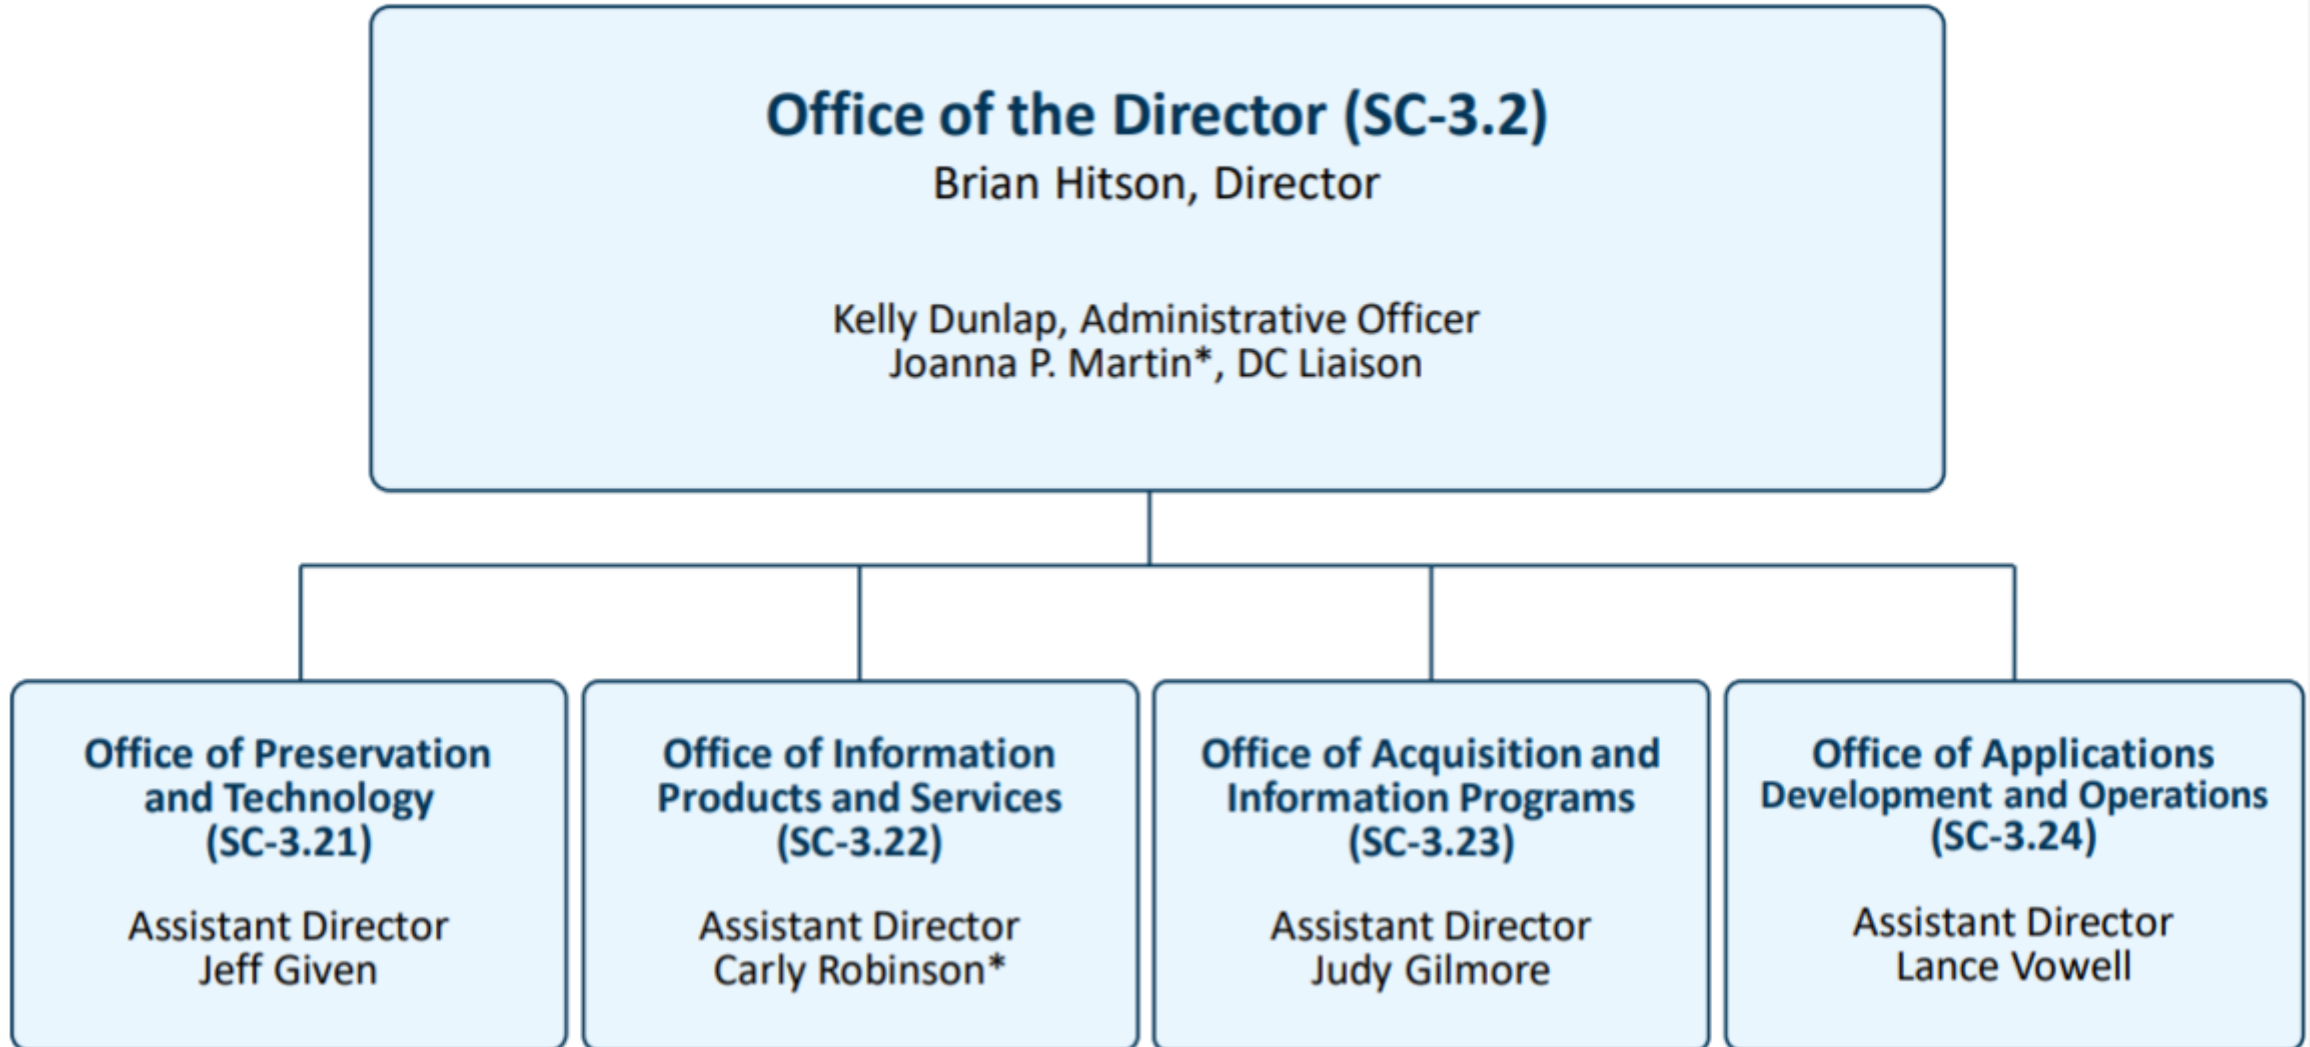 Office of the Director (SC-3.2)
Brian Hitson, Director
Kelly Dunlap, Administrative Officer
Joanna P. Martin*, DC Liaison
Office of Preservation
and Technology
(SC-3.21)
Assistant Director
Jeff Given
Office of Information
Products and Services
(SC-3.22)
Assistant Director
Carly Robinson*
Office of Acquisition and
Information Programs
(SC-3.23)
Assistant Director
Judy Gilmore
Office of Applications
Development and Operations
(SC-3.24)
Assistant Director
Lance Vowell